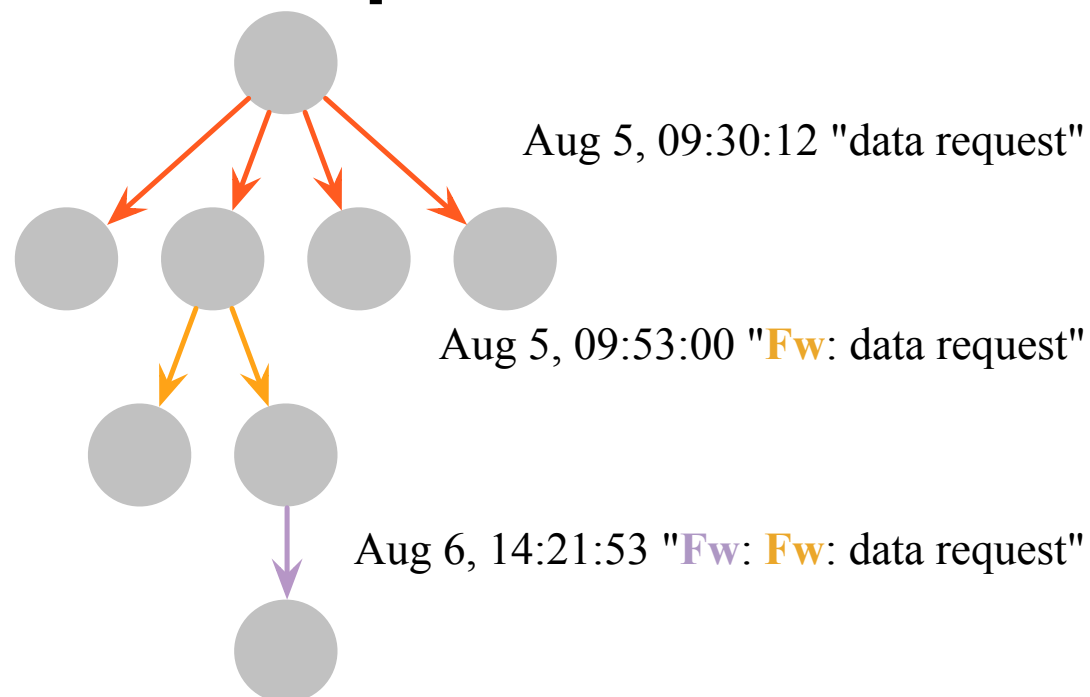 Aug 5, 09:30:12 "data request"
Aug 5, 09:53:00 "Fw: data request"
Aug 6, 14:21:53 "Fw: Fw: data request"